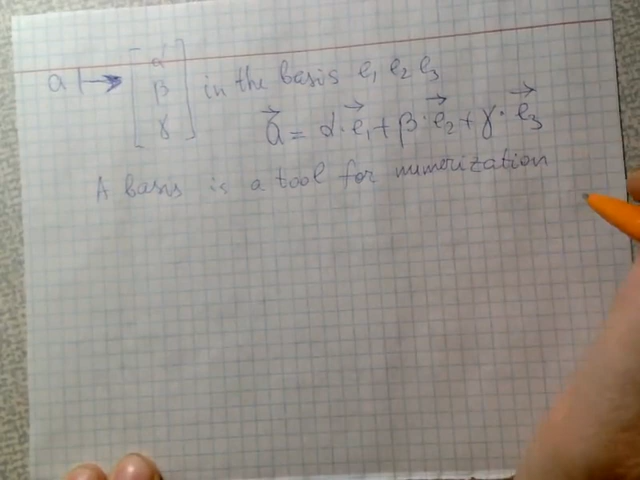 a ↦ [α β γ] in the basis e₁ e₂ e₃
a⃗ = α·e⃗₁ + β·e⃗₂ + γ·e⃗₃
A basis is a tool for numerization